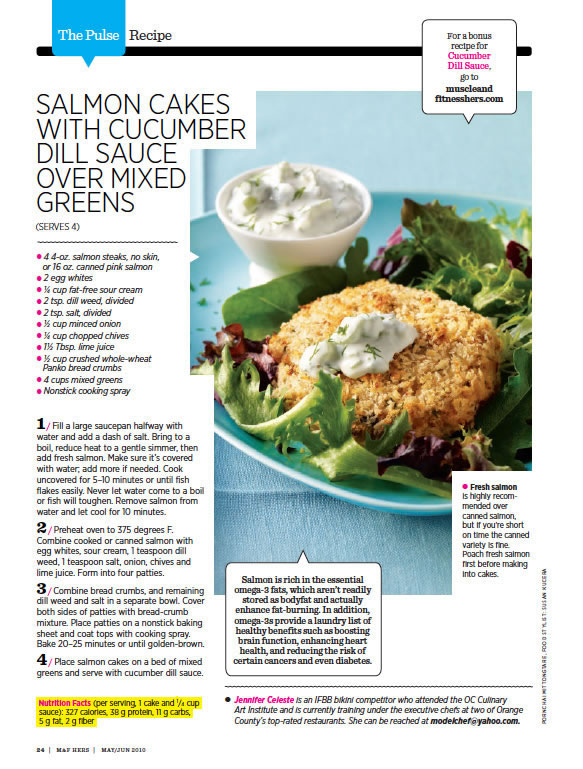 The Pulse Recipe
For a bonus
recipe for
Cucumber
Dill Sauce,
go to
muscleand
fitnesshers.com
SALMON CAKES
WITH CUCUMBER
DILL SAUCE
OVER MIXED
GREENS
(SERVES 4)
• 4 4-oz. salmon steaks, no skin,
or 16 oz. canned pink salmon
• 2 egg whites
• ¼ cup fat-free sour cream
• 2 tsp. dill weed, divided
• 2 tsp. salt, divided
• ½ cup minced onion
• ¼ cup chopped chives
• 1½ Tbsp. lime juice
• ½ cup crushed whole-wheat
Panko bread crumbs
• 4 cups mixed greens
• Nonstick cooking spray
1/ Fill a large saucepan halfway with
water and add a dash of salt. Bring to a
boil, reduce heat to a gentle simmer, then
add fresh salmon. Make sure it's covered
with water; add more if needed. Cook
uncovered for 5–10 minutes or until fish
flakes easily. Never let water come to a boil
or fish will toughen. Remove salmon from
water and let cool for 10 minutes.
2/ Preheat oven to 375 degrees F.
Combine cooked or canned salmon with
egg whites, sour cream, 1 teaspoon dill
weed, 1 teaspoon salt, onion, chives and
lime juice. Form into four patties.
3/ Combine bread crumbs, and remaining
dill weed and salt in a separate bowl. Cover
both sides of patties with bread-crumb
mixture. Place patties on a nonstick baking
sheet and coat tops with cooking spray.
Bake 20–25 minutes or until golden-brown.
4/ Place salmon cakes on a bed of mixed
greens and serve with cucumber dill sauce.
Nutrition Facts (per serving, 1 cake and ¼ cup
sauce): 327 calories, 38 g protein, 11 g carbs,
5 g fat, 2 g fiber
• Fresh salmon
is highly recom-
mended over
canned salmon,
but if you're short
on time the canned
variety is fine.
Poach fresh salmon
first before making
into cakes.
Salmon is rich in the essential
omega-3 fats, which aren't readily
stored as bodyfat and actually
enhance fat-burning. In addition,
omega-3s provide a laundry list of
healthy benefits such as boosting
brain function, enhancing heart
health, and reducing the risk of
certain cancers and even diabetes.
• Jennifer Celeste is an IFBB bikini competitor who attended the OC Culinary
Art Institute and is currently training under the executive chefs at two of Orange
County's top-rated restaurants. She can be reached at modelchef@yahoo.com.
PORNCHAI MITTONGTARE, FOOD STYLIST: SUSAN KUCERA
24 | M&F HERS | MAY/JUN 2010